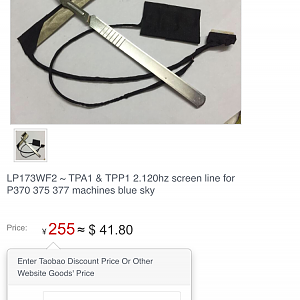 LP173WF2 ~ TPA1 & TPP1 2.120hz screen line for
P370 375 377 machines blue sky
Price: ¥ 255 ≈ $ 41.80
Enter Taobao Discount Price Or Other
Website Goods' Price